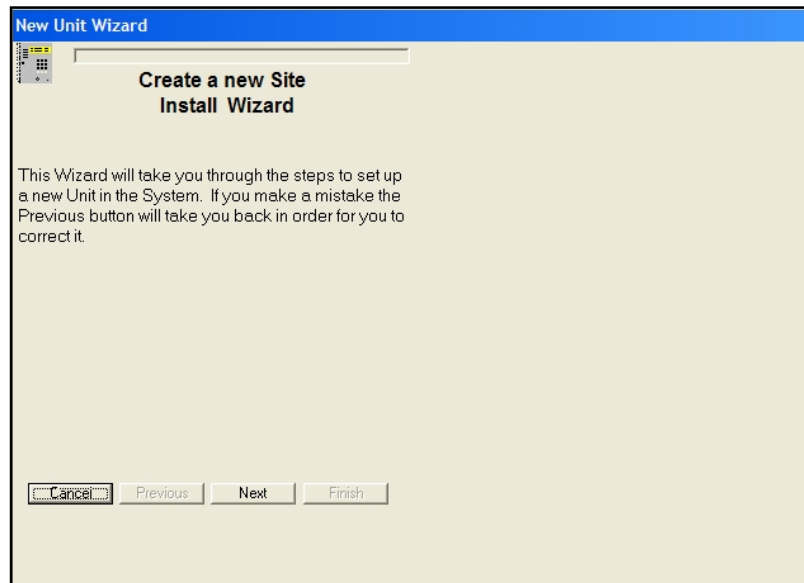 New Unit Wizard
Create a new Site
Install Wizard
This Wizard will take you through the steps to set up
a new Unit in the System. If you make a mistake the
Previous button will take you back in order for you to
correct it.
Cancel Previous Next Finish